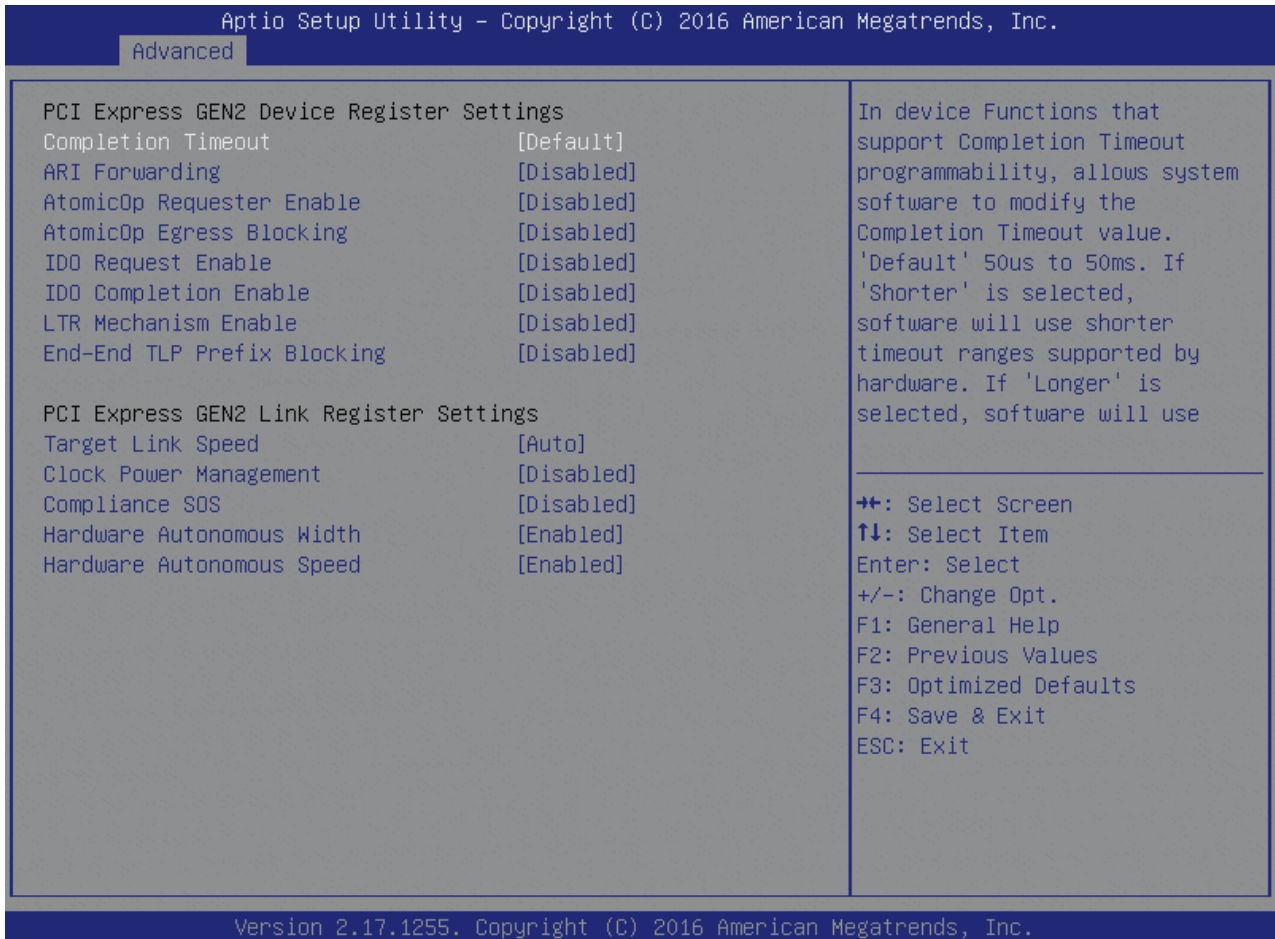 Aptio Setup Utility – Copyright (C) 2016 American Megatrends, Inc.
Advanced
PCI Express GEN2 Device Register Settings
Completion Timeout [Default]
ARI Forwarding [Disabled]
AtomicOp Requester Enable [Disabled]
AtomicOp Egress Blocking [Disabled]
IDO Request Enable [Disabled]
IDO Completion Enable [Disabled]
LTR Mechanism Enable [Disabled]
End-End TLP Prefix Blocking [Disabled]
PCI Express GEN2 Link Register Settings
Target Link Speed [Auto]
Clock Power Management [Disabled]
Compliance SOS [Disabled]
Hardware Autonomous Width [Enabled]
Hardware Autonomous Speed [Enabled]
In device Functions that
support Completion Timeout
programmability, allows system
software to modify the
Completion Timeout value.
'Default' 50us to 50ms. If
'Shorter' is selected,
software will use shorter
timeout ranges supported by
hardware. If 'Longer' is
selected, software will use
→←: Select Screen
↑↓: Select Item
Enter: Select
+/-: Change Opt.
F1: General Help
F2: Previous Values
F3: Optimized Defaults
F4: Save & Exit
ESC: Exit
Version 2.17.1255. Copyright (C) 2016 American Megatrends, Inc.